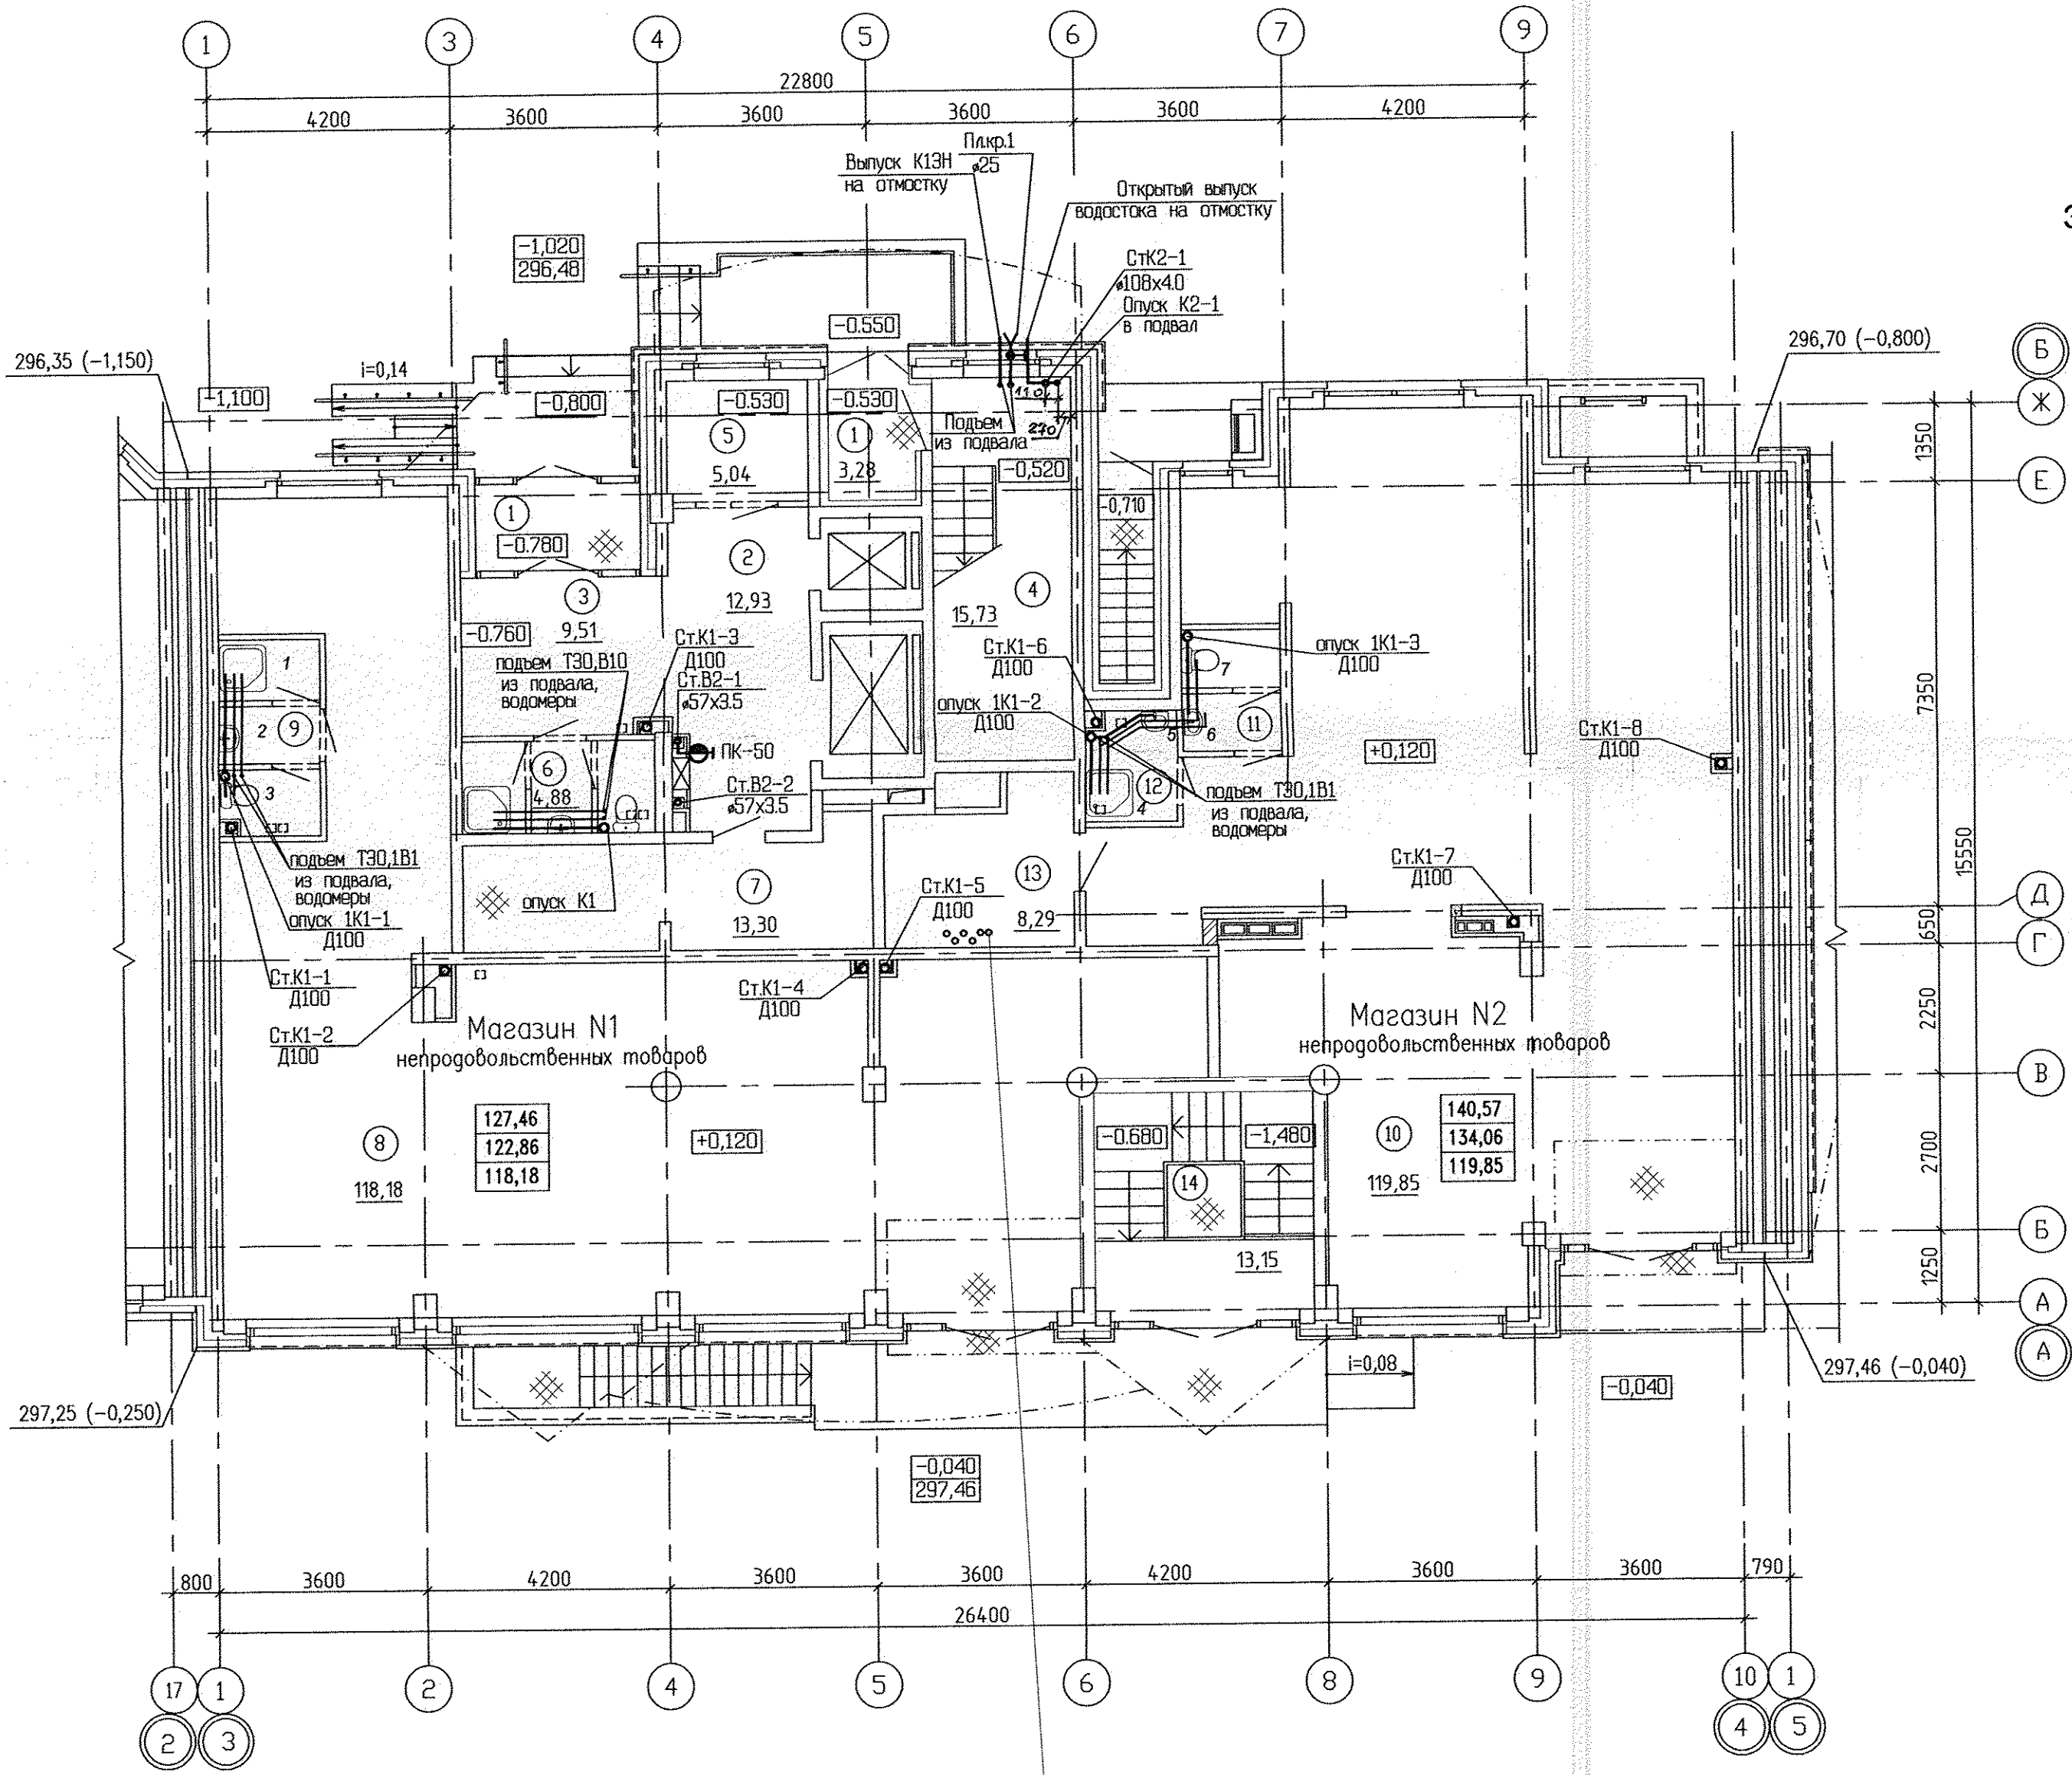 1
3
4
5
6
7
9
22800
4200
3600
3600
3600
3600
4200
Пл.кр.1
ø25
Выпуск К13Н
на отмостку
Открытый выпуск
водостока на отмостку
-1,020
296,48
СтК2-1
ø108х4.0
Опуск К2-1
в подвал
-0.550
296,35 (-1,150)
296,70 (-0,800)
i=0,14
-1,100
-0,800
-0.530
-0.530
110
270
Подъем
из подвала
5
5,04
1
3,28
-0,520
1
-0.780
-0,710
2
12,93
3
9,51
4
15,73
-0.760
Ст.К1-3
Д100
Ст.В2-1
ø57х3.5
подъем Т30,В10
из подвала,
водомеры
Ст.К1-6
Д100
опуск 1К1-2
Д100
опуск 1К1-3
Д100
1
2
9
3
7
11
5
6
ПК-50
6
4,88
Ст.В2-2
ø57х3.5
12
4
+0,120
Ст.К1-8
Д100
подъем Т30,1В1
из подвала,
водомеры
подъем Т30,1В1
из подвала,
водомеры
опуск 1К1-1
Д100
опуск К1
7
13,30
13
8,29
Ст.К1-5
Д100
Ст.К1-7
Д100
Ст.К1-1
Д100
Ст.К1-4
Д100
Ст.К1-2
Д100
Магазин N1
непродовольственных товаров
Магазин N2
непродовольственных товаров
127,46
122,86
118,18
8
118,18
+0,120
-0.680
-1,480
14
13,15
10
119,85
140,57
134,06
119,85
i=0,08
-0,040
297,25 (-0,250)
297,46 (-0,040)
-0,040
297,46
Б
Ж
Е
Д
Г
В
Б
А
А
1350
7350
650
2250
2700
1250
15550
800
3600
4200
3600
3600
4200
3600
3600
790
26400
17
1
2
4
5
6
8
9
10
1
2
3
4
5